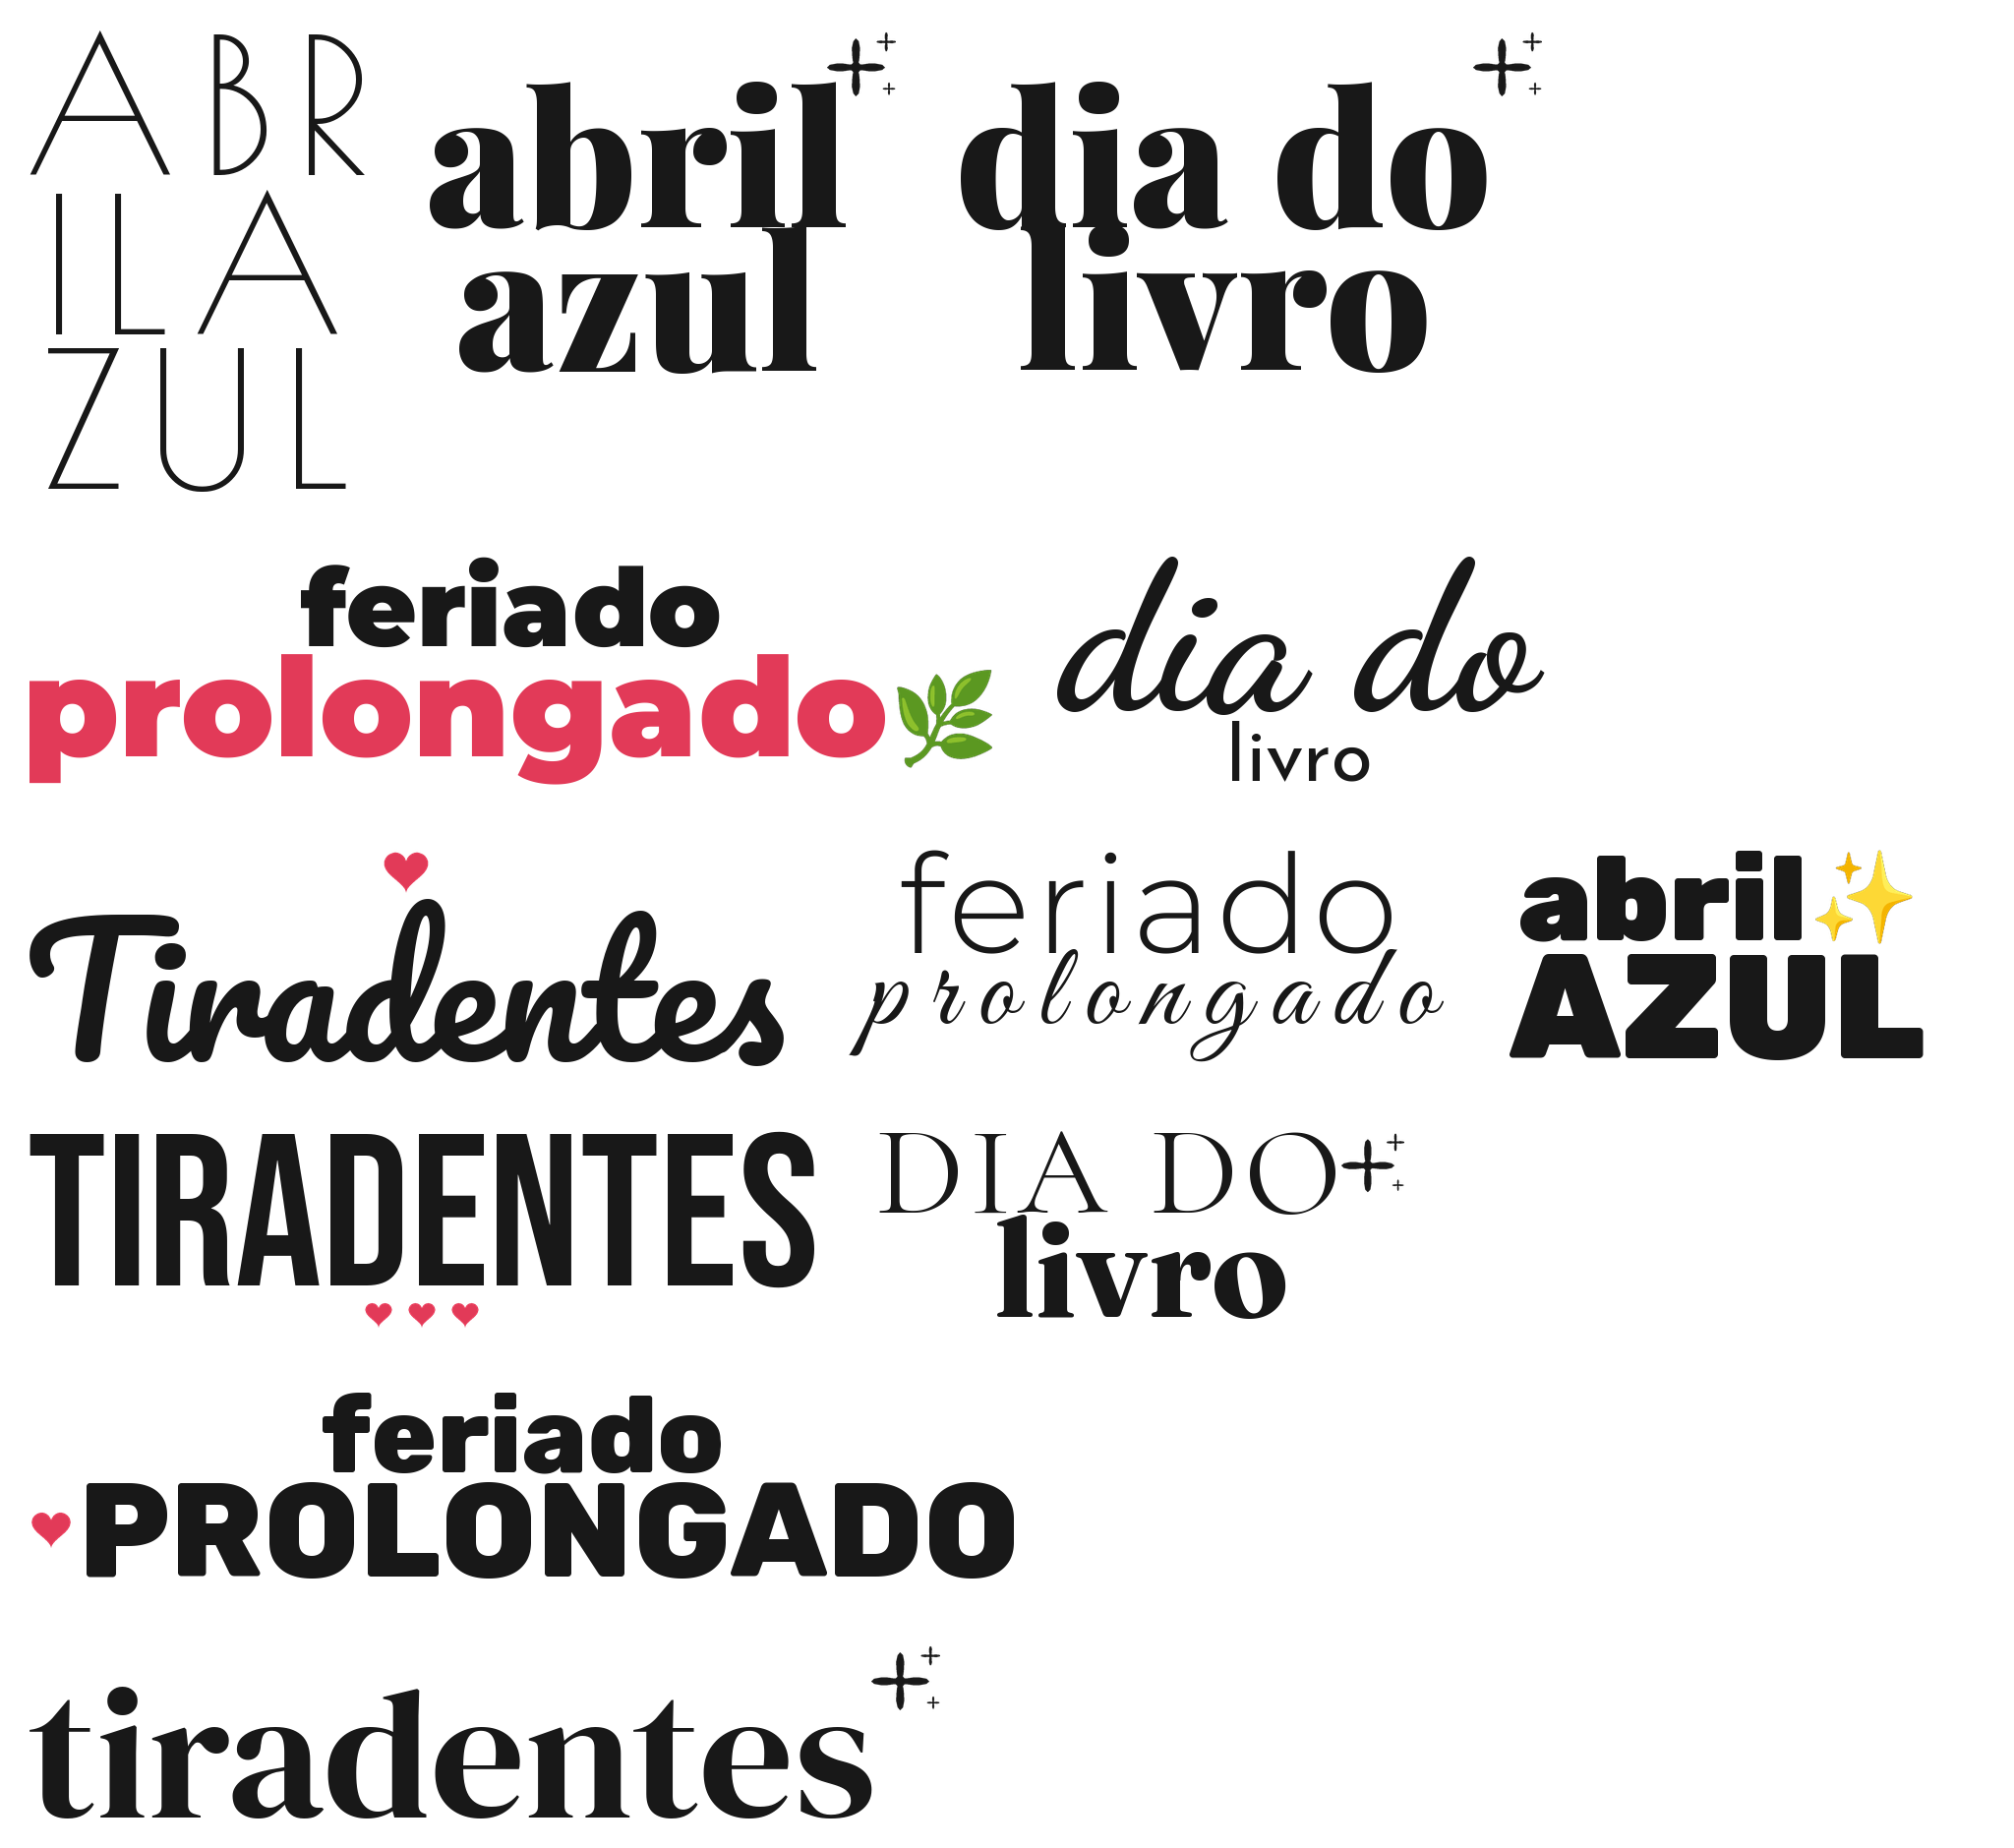 ABR
ILA
ZUL
abril
azul
dia do
livro
feriado
prolongado
dia do
livro
Tiradentes
feriado
prolongado
abril
AZUL
TIRADENTES
DIA DO
livro
feriado
PROLONGADO
tiradentes